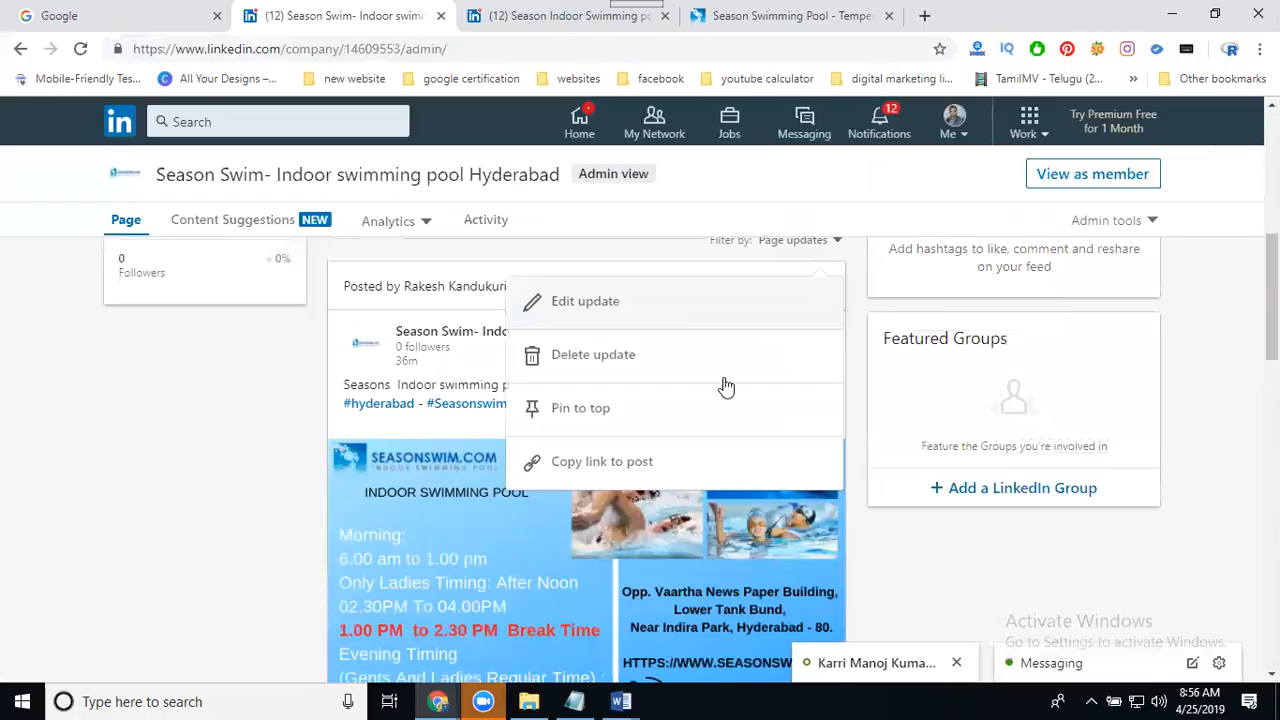 Google
(12) Season Swim- Indoor swimm
(12) Season Indoor Swimming po
Season Swimming Pool - Tempe
https://www.linkedin.com/company/14609553/admin/
Mobile-Friendly Tes...
All Your Designs –...
new website
google certification
websites
facebook
youtube calculator
digital marketing li...
TamilMV - Telugu (2...
»
Other bookmarks
in
Search
Home
My Network
Jobs
Messaging
12
Notifications
Me
Work
Try Premium Free
for 1 Month
Season Swim- Indoor swimming pool Hyderabad
Admin view
View as member
Page
Content Suggestions NEW
Analytics
Activity
Admin tools
Filter by: Page updates
0
0%
Followers
Add hashtags to like, comment and reshare
on your feed
Posted by Rakesh Kandukuri
Edit update
Season Swim- Indo
0 followers
36m
Delete update
Seasons Indoor swimming p
#hyderabad - #Seasonswim
Pin to top
Copy link to post
Featured Groups
Feature the Groups you're involved in
+ Add a LinkedIn Group
SEASONSWIM.COM
INDOOR SWIMMING POOL
INDOOR SWIMMING POOL
Morning:
6.00 am to 1.00 pm
Only Ladies Timing: After Noon
02.30PM To 04.00PM
1.00 PM to 2.30 PM Break Time
Evening Timing
(Gents And Ladies Regular Time) :
Opp. Vaartha News Paper Building,
Lower Tank Bund,
Near Indira Park, Hyderabad - 80.
HTTPS://WWW.SEASONSW
Activate Windows
Go to Settings to activate Windows.
Karri Manoj Kuma...
Messaging
Type here to search
8:56 AM
4/25/2019